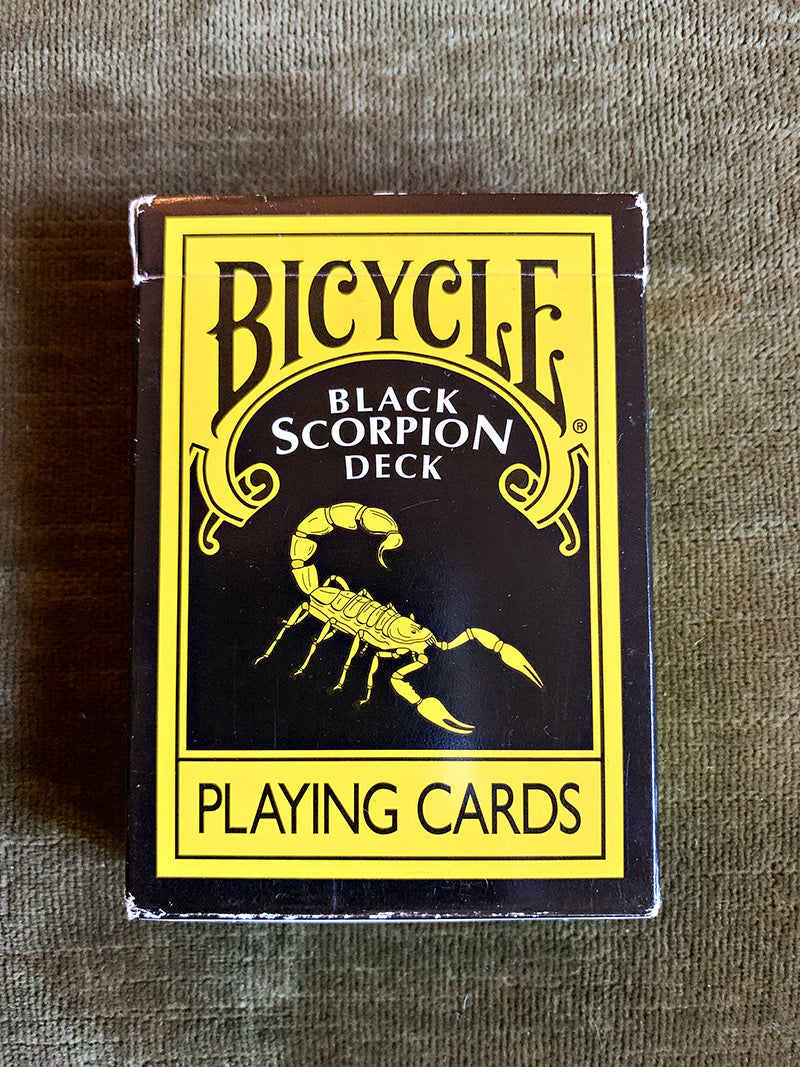 BICYCLE
®
BLACK
SCORPION
DECK
PLAYING CARDS